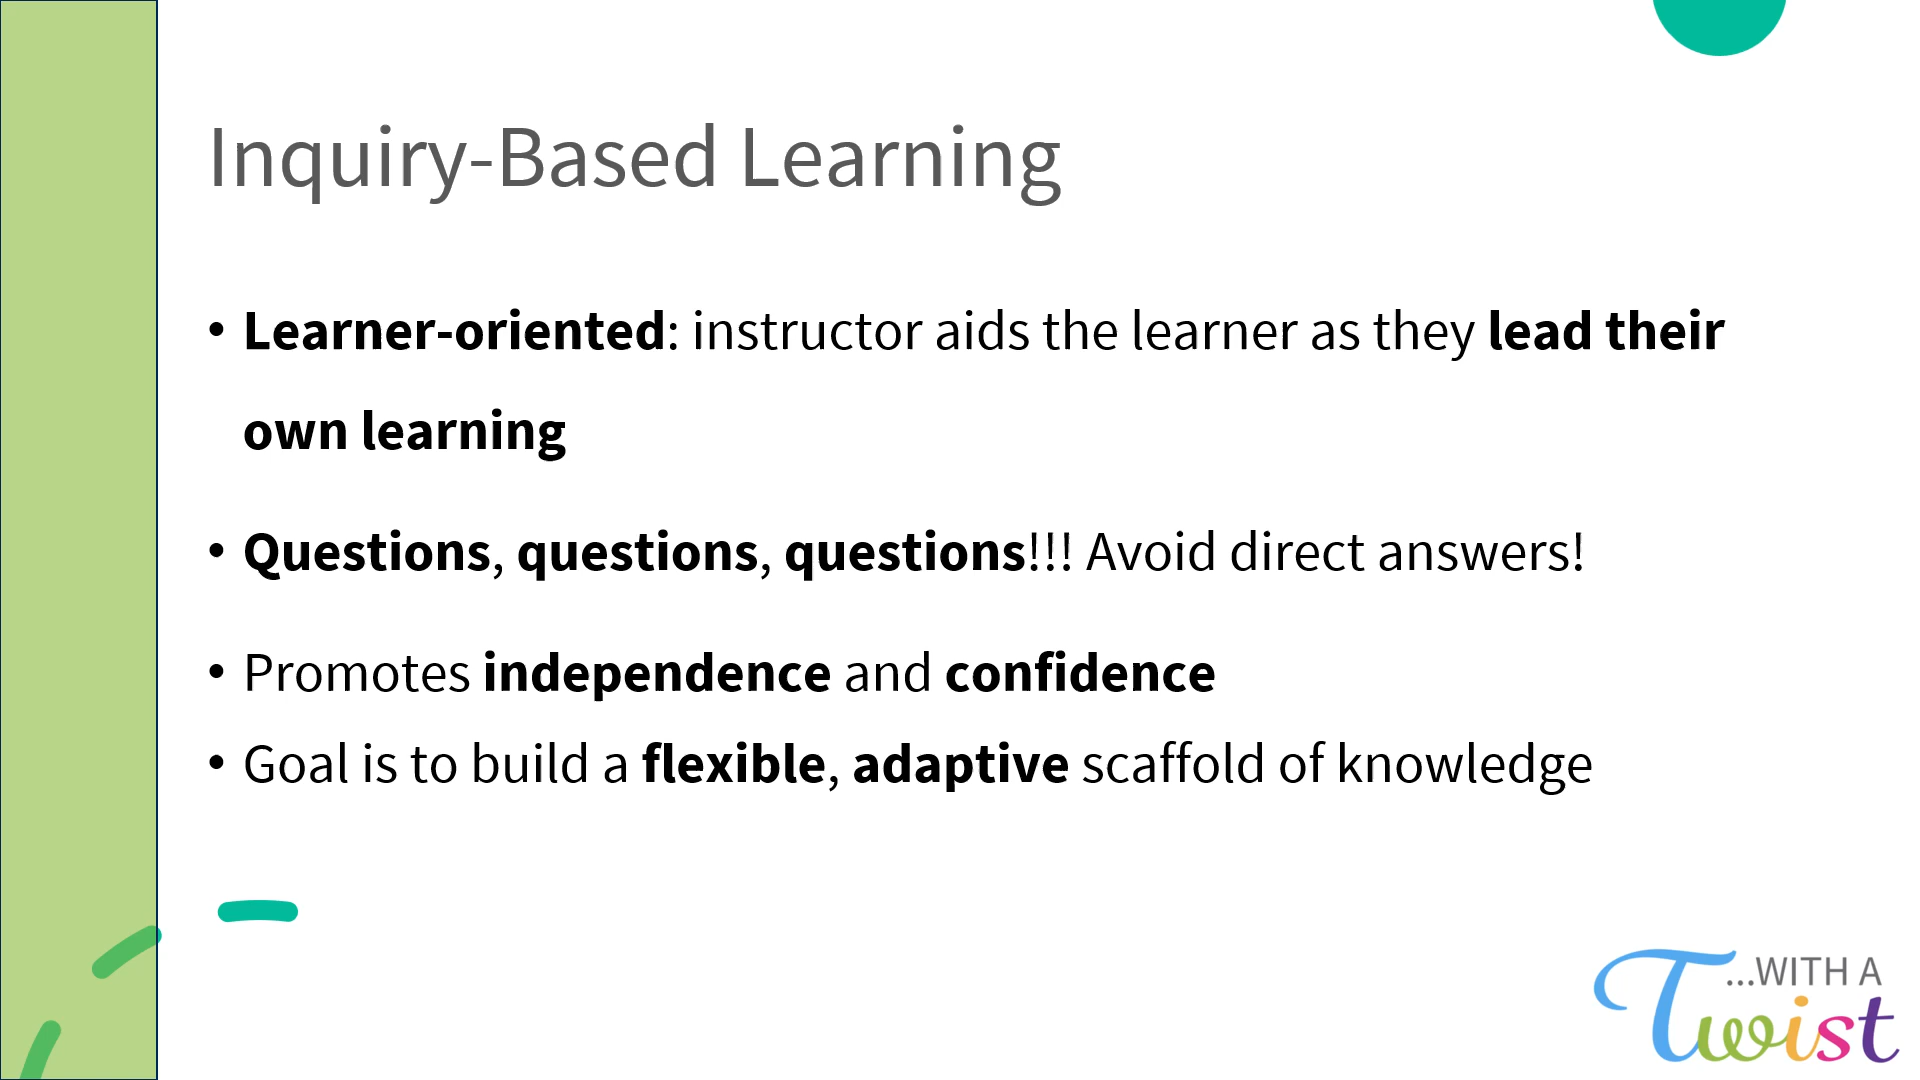 Inquiry-Based Learning
• Learner-oriented: instructor aids the learner as they lead their
own learning
• Questions, questions, questions!!! Avoid direct answers!
• Promotes independence and confidence
• Goal is to build a flexible, adaptive scaffold of knowledge
...WITH A
Twist